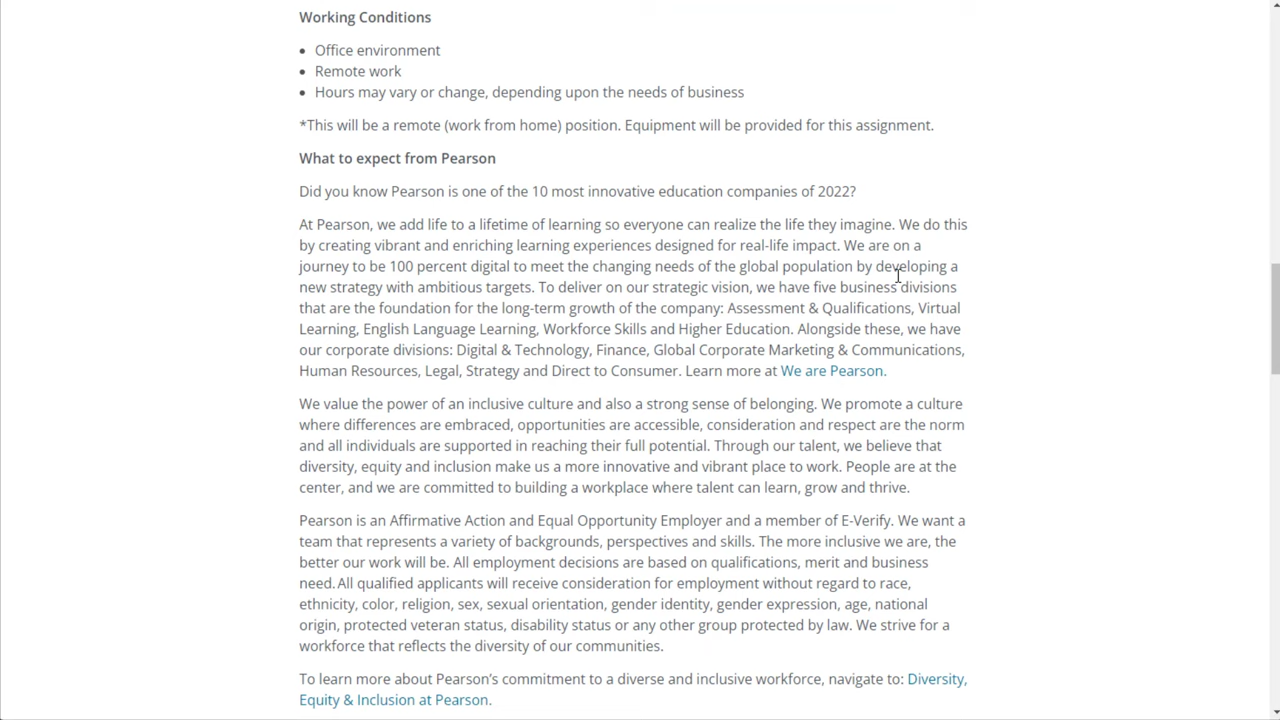 Working Conditions
• Office environment
• Remote work
• Hours may vary or change, depending upon the needs of business
*This will be a remote (work from home) position. Equipment will be provided for this assignment.
What to expect from Pearson
Did you know Pearson is one of the 10 most innovative education companies of 2022?
At Pearson, we add life to a lifetime of learning so everyone can realize the life they imagine. We do this
by creating vibrant and enriching learning experiences designed for real-life impact. We are on a
journey to be 100 percent digital to meet the changing needs of the global population by developing a
new strategy with ambitious targets. To deliver on our strategic vision, we have five business divisions
that are the foundation for the long-term growth of the company: Assessment & Qualifications, Virtual
Learning, English Language Learning, Workforce Skills and Higher Education. Alongside these, we have
our corporate divisions: Digital & Technology, Finance, Global Corporate Marketing & Communications,
Human Resources, Legal, Strategy and Direct to Consumer. Learn more at We are Pearson.
We value the power of an inclusive culture and also a strong sense of belonging. We promote a culture
where differences are embraced, opportunities are accessible, consideration and respect are the norm
and all individuals are supported in reaching their full potential. Through our talent, we believe that
diversity, equity and inclusion make us a more innovative and vibrant place to work. People are at the
center, and we are committed to building a workplace where talent can learn, grow and thrive.
Pearson is an Affirmative Action and Equal Opportunity Employer and a member of E-Verify. We want a
team that represents a variety of backgrounds, perspectives and skills. The more inclusive we are, the
better our work will be. All employment decisions are based on qualifications, merit and business
need. All qualified applicants will receive consideration for employment without regard to race,
ethnicity, color, religion, sex, sexual orientation, gender identity, gender expression, age, national
origin, protected veteran status, disability status or any other group protected by law. We strive for a
workforce that reflects the diversity of our communities.
To learn more about Pearson’s commitment to a diverse and inclusive workforce, navigate to: Diversity,
Equity & Inclusion at Pearson.